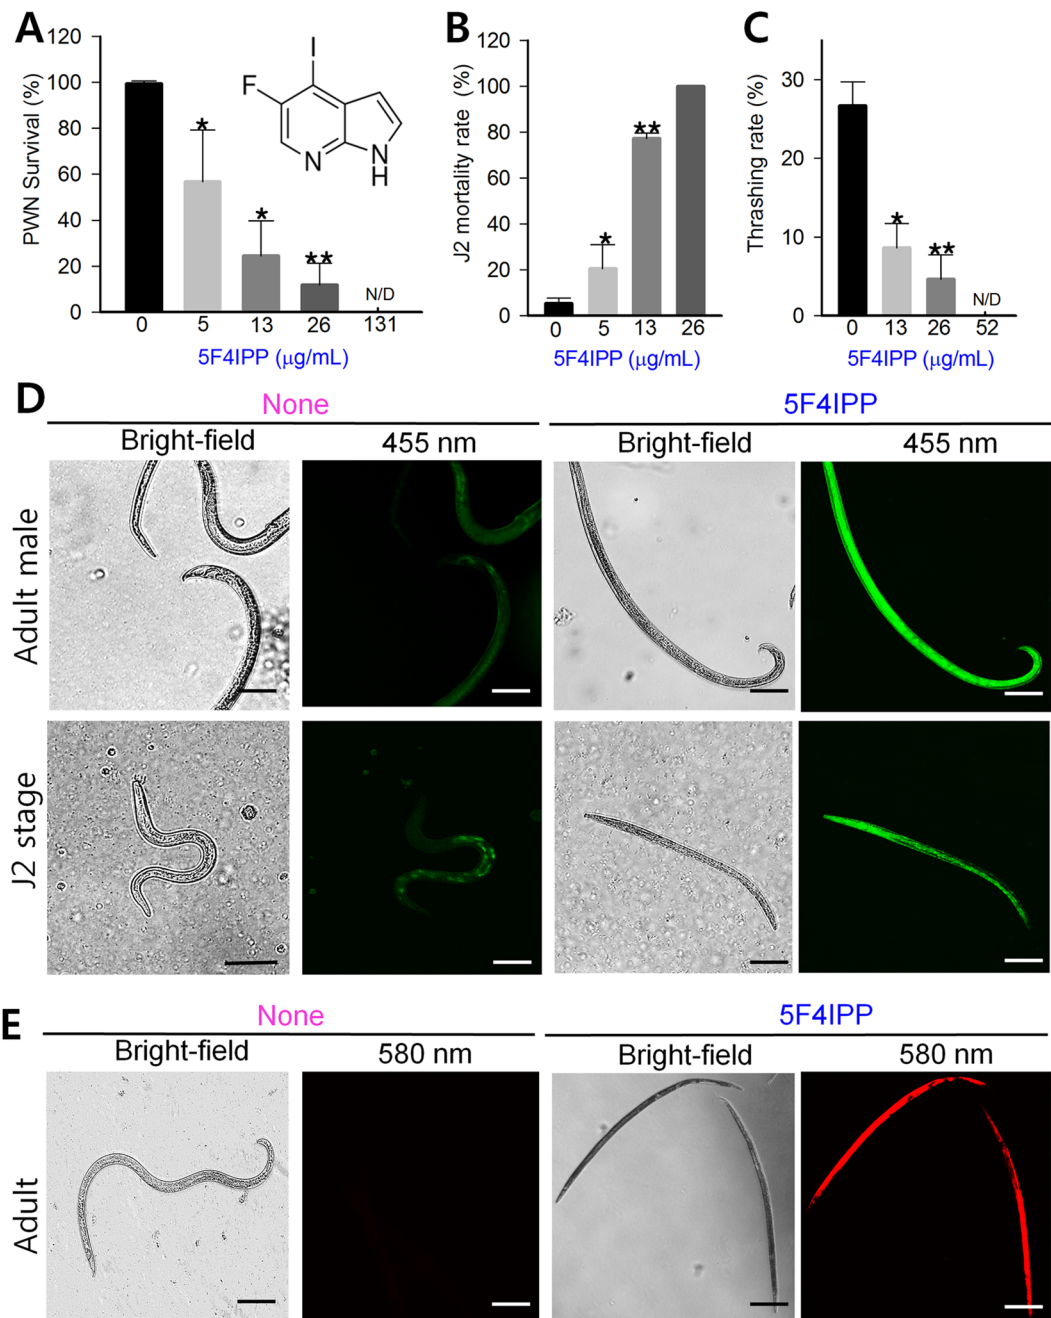 A
120
100
80
60
40
20
0
PWN Survival (%)
*
*
**
N/D
0 5 13 26 131
5F4IPP (μg/mL)
I
F
N
N
H
B
120
100
80
60
40
20
0
J2 mortality rate (%)
*
**
0 5 13 26
5F4IPP (μg/mL)
C
30
20
10
0
Thrashing rate (%)
*
**
N/D
0 13 26 52
5F4IPP (μg/mL)
D
None 5F4IPP
Bright-field 455 nm Bright-field 455 nm
Adult male
J2 stage
E
None 5F4IPP
Bright-field 580 nm Bright-field 580 nm
Adult